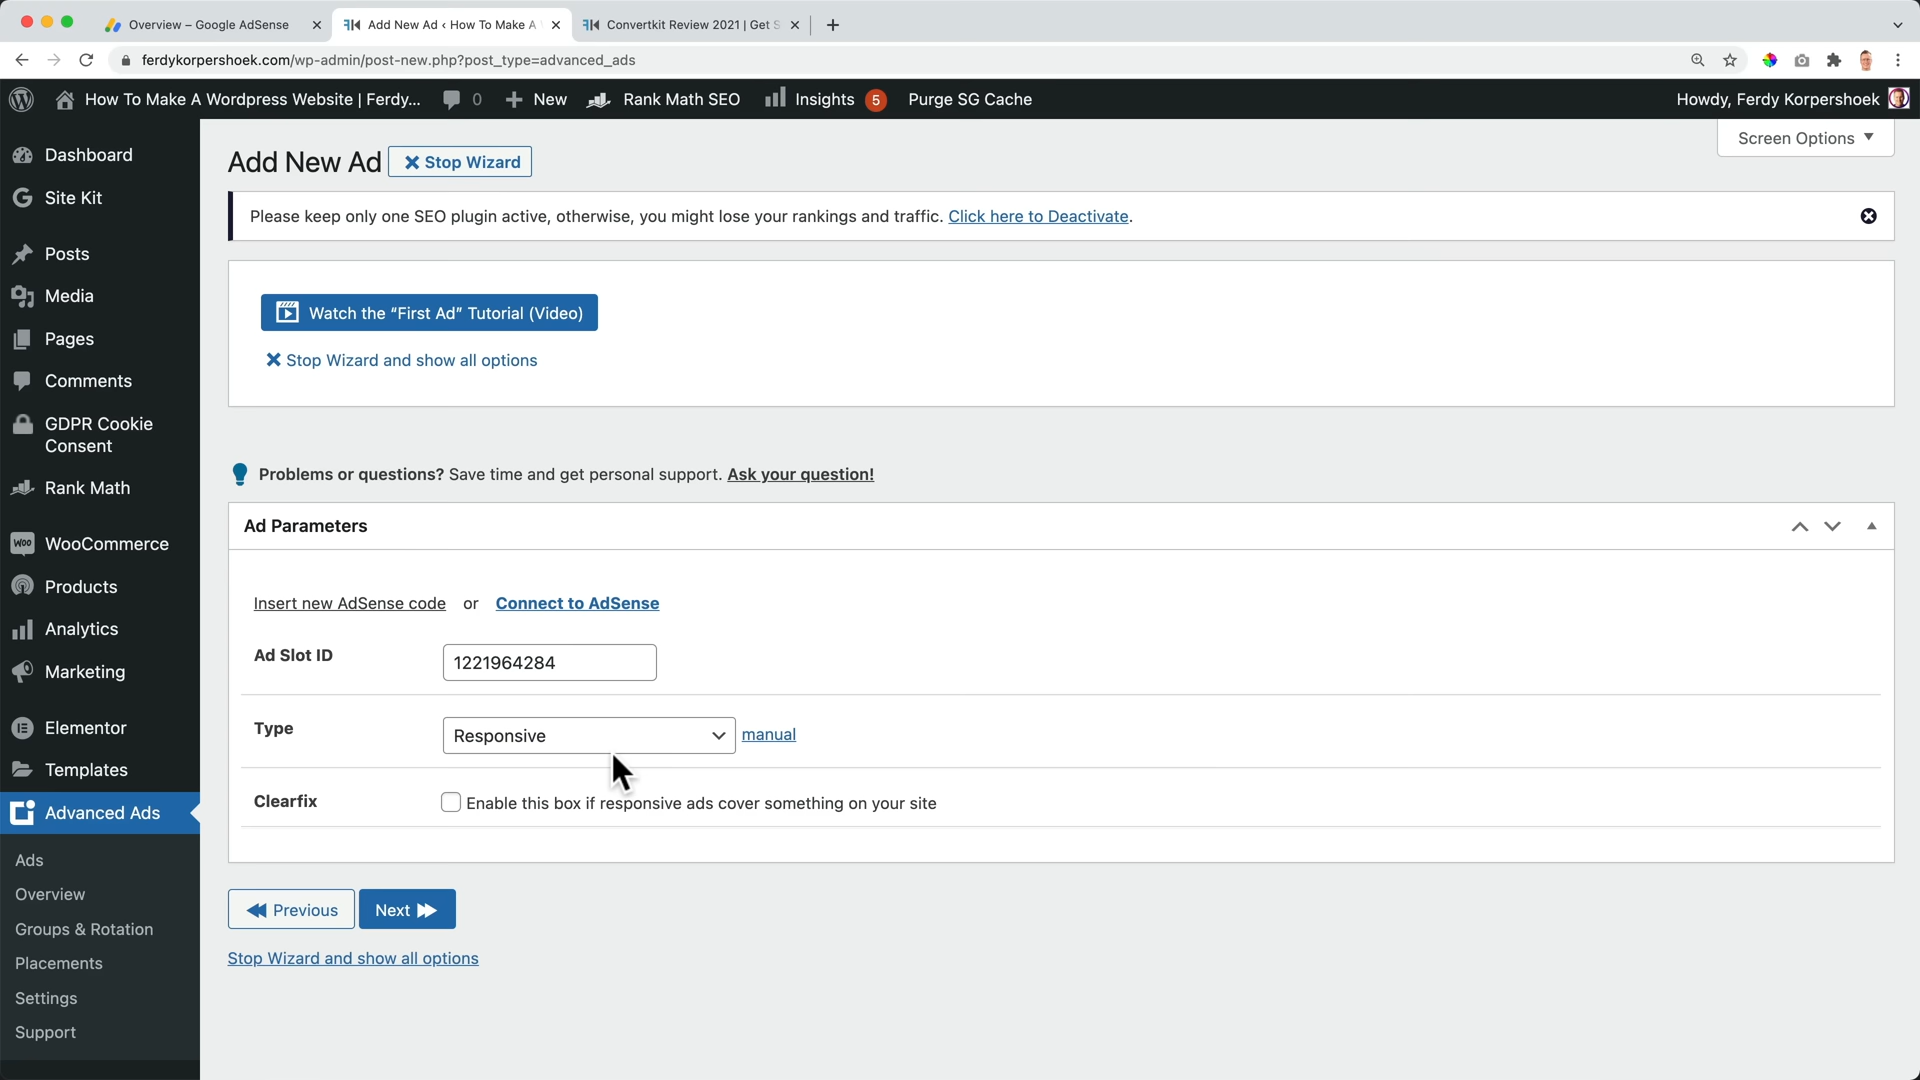 Overview – Google AdSense
Add New Ad ‹ How To Make A
Convertkit Review 2021 | Get S
ferdykorpershoek.com/wp-admin/post-new.php?post_type=advanced_ads
How To Make A Wordpress Website | Ferdy...
0
New
Rank Math SEO
Insights
5
Purge SG Cache
Howdy, Ferdy Korpershoek
Dashboard
Site Kit
Posts
Media
Pages
Comments
GDPR Cookie
Consent
Rank Math
WooCommerce
Products
Analytics
Marketing
Elementor
Templates
Advanced Ads
Ads
Overview
Groups & Rotation
Placements
Settings
Support
Screen Options
Add New Ad
Stop Wizard
Please keep only one SEO plugin active, otherwise, you might lose your rankings and traffic. Click here to Deactivate.
Watch the “First Ad” Tutorial (Video)
Stop Wizard and show all options
Problems or questions? Save time and get personal support. Ask your question!
Ad Parameters
Insert new AdSense code or Connect to AdSense
Ad Slot ID
1221964284
Type
Responsive
manual
Clearfix
Enable this box if responsive ads cover something on your site
Previous
Next
Stop Wizard and show all options